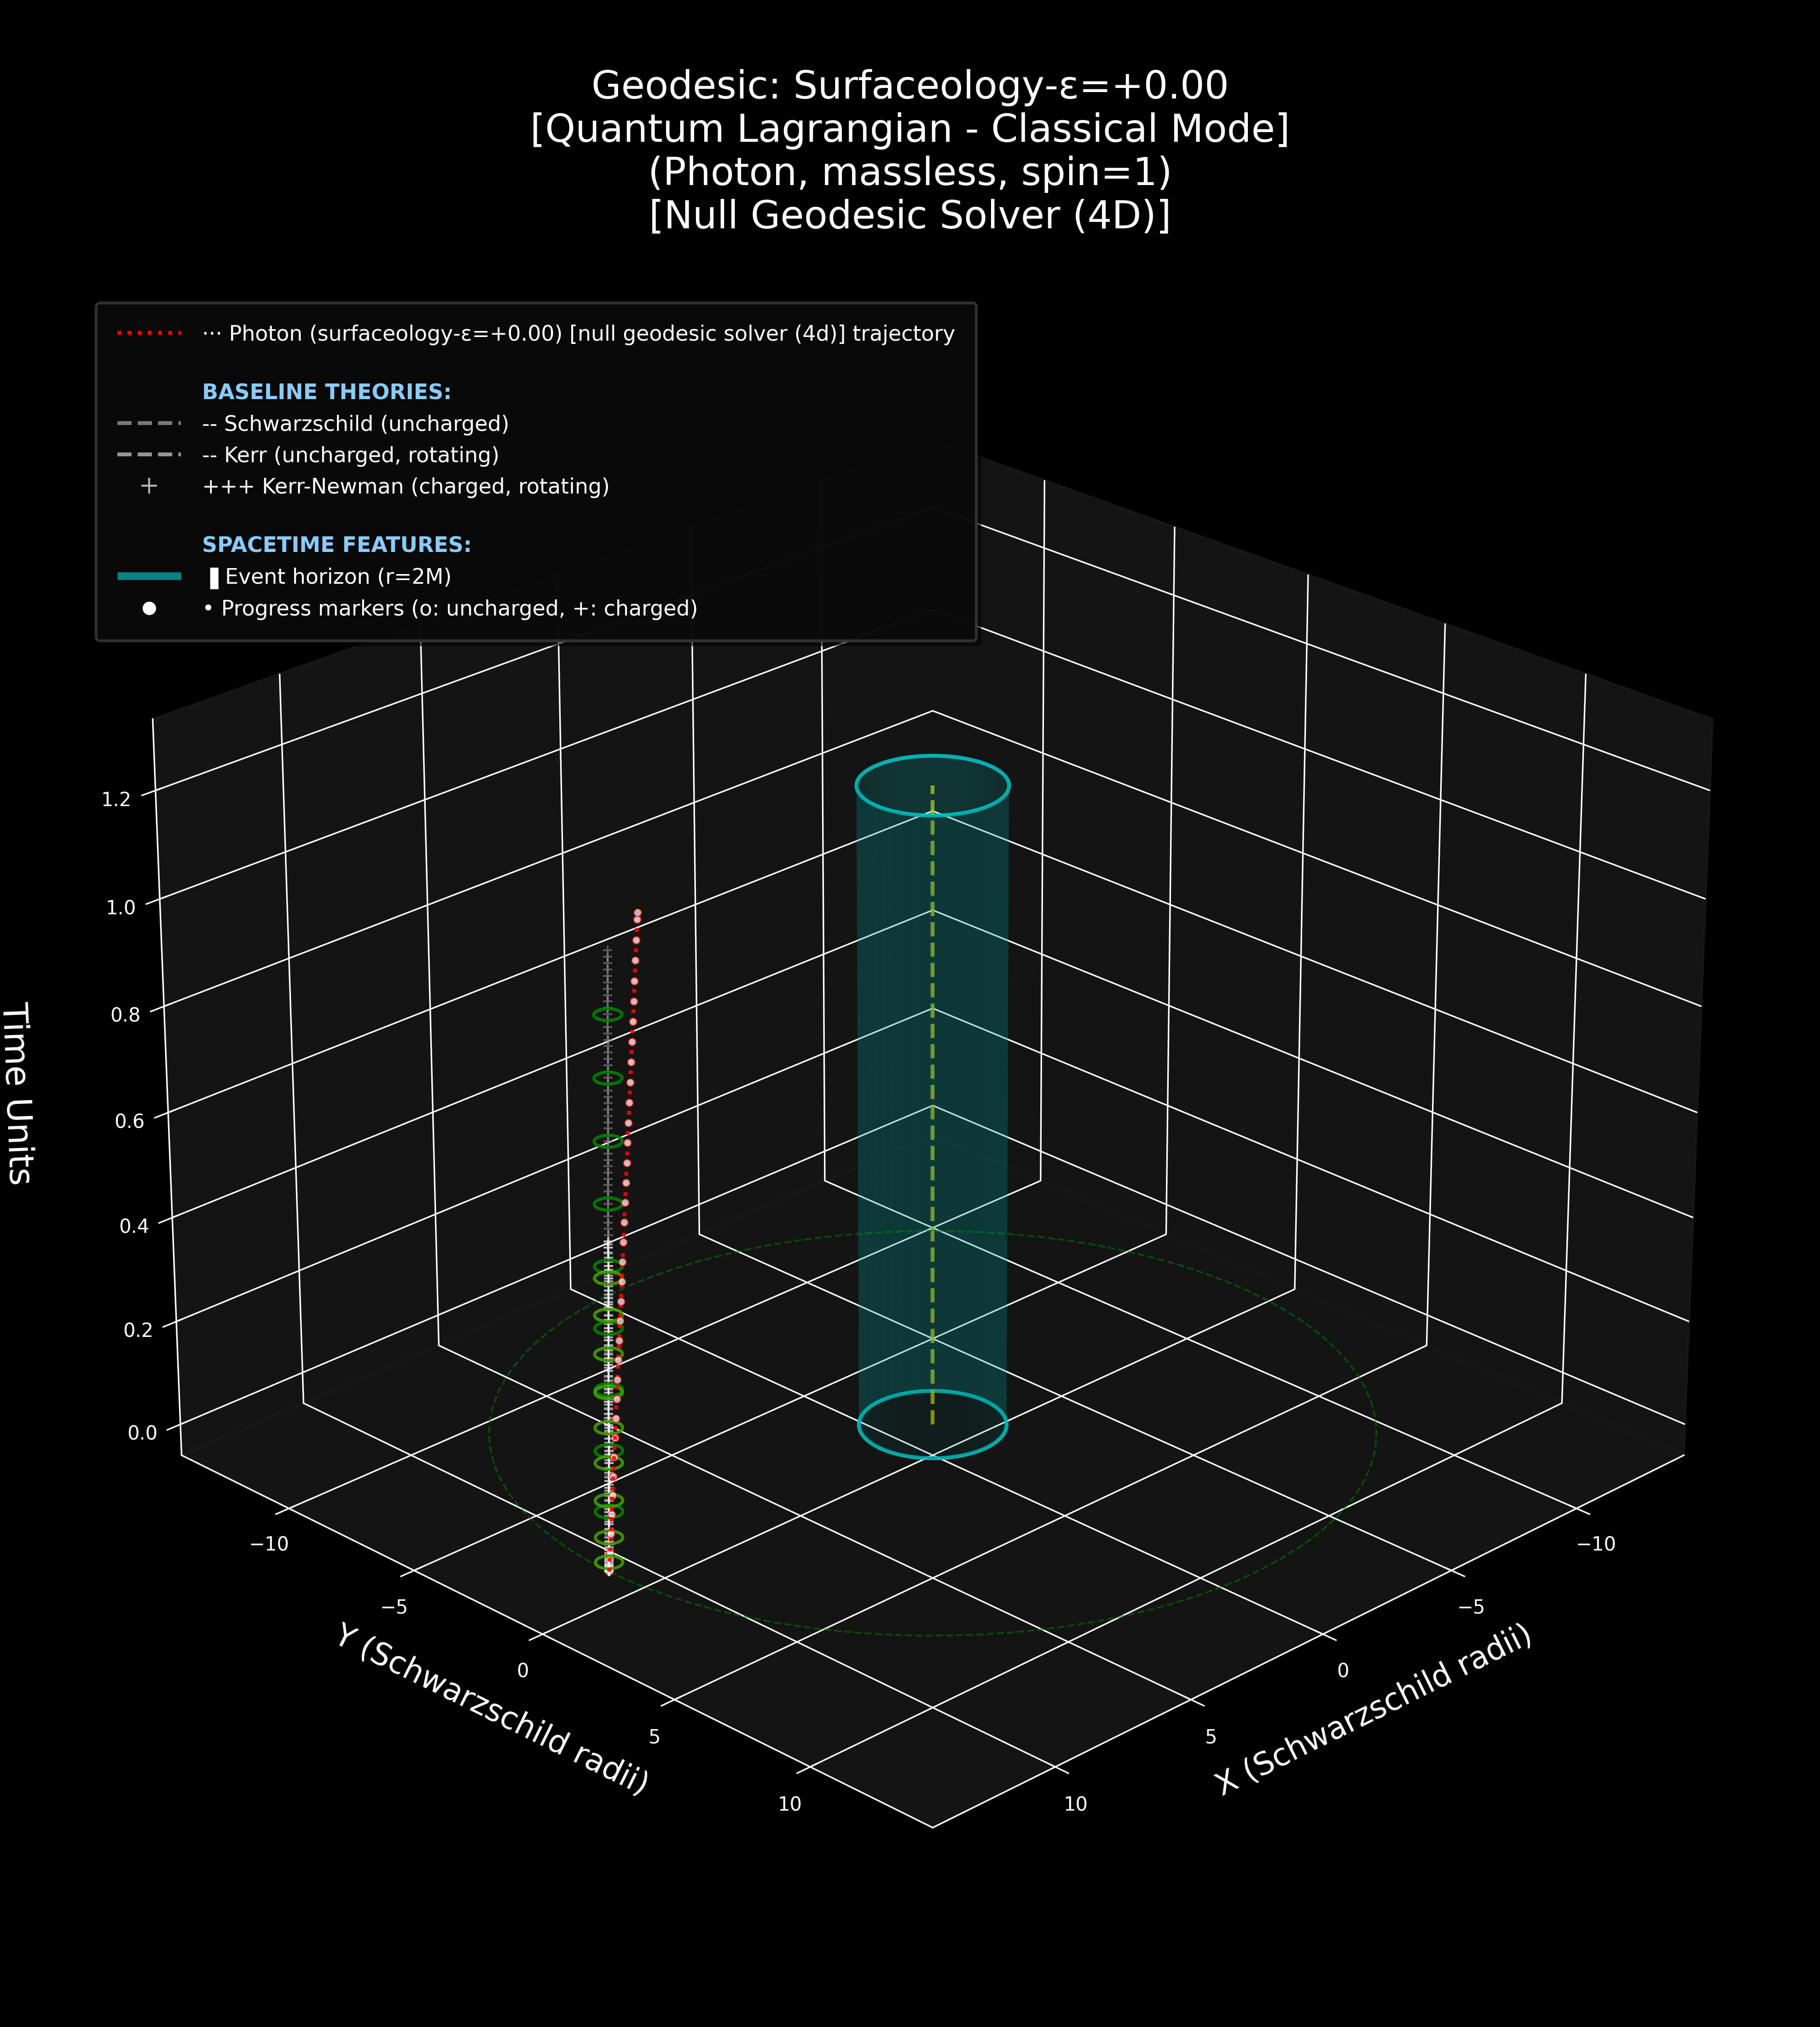 Geodesic: Surfaceology-ε=+0.00
[Quantum Lagrangian - Classical Mode]
(Photon, massless, spin=1)
[Null Geodesic Solver (4D)]
··· Photon (surfaceology-ε=+0.00) [null geodesic solver (4d)] trajectory
BASELINE THEORIES:
-- Schwarzschild (uncharged)
-- Kerr (uncharged, rotating)
+++ Kerr-Newman (charged, rotating)
SPACETIME FEATURES:
▐ Event horizon (r=2M)
• Progress markers (o: uncharged, +: charged)
1.2
1.0
0.8
0.6
0.4
0.2
0.0
Time Units
−10
−5
0
5
10
Y (Schwarzschild radii)
−10
−5
0
5
10
X (Schwarzschild radii)